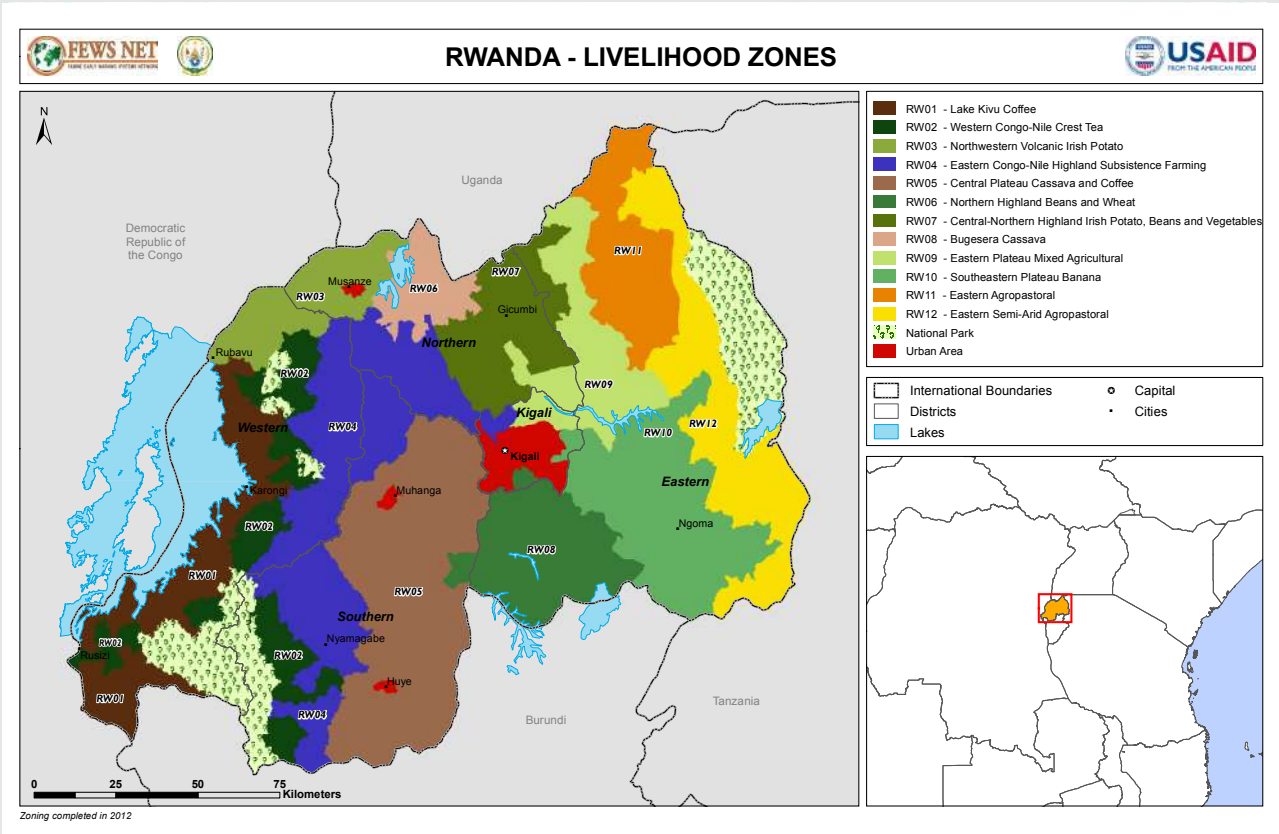 FEWS NET
FAMINE EARLY WARNING SYSTEMS NETWORK
RWANDA - LIVELIHOOD ZONES
USAID
FROM THE AMERICAN PEOPLE
N
Uganda
Democratic
Republic of
the Congo
RW11
RW07
Musanze
RW06
RW03
Gicumbi
Northern
Rubavu
RW02
RW09
Kigali
Western
RW04
RW12
RW10
Kigali
Eastern
Karongi
Muhanga
RW02
Ngoma
RW08
RW01
RW05
Southern
RW02
Nyamagabe
Rusizi
RW02
Huye
RW01
RW04
Tanzania
Burundi
0 25 50 75
Kilometers
Zoning completed in 2012
RW01 - Lake Kivu Coffee
RW02 - Western Congo-Nile Crest Tea
RW03 - Northwestern Volcanic Irish Potato
RW04 - Eastern Congo-Nile Highland Subsistence Farming
RW05 - Central Plateau Cassava and Coffee
RW06 - Northern Highland Beans and Wheat
RW07 - Central-Northern Highland Irish Potato, Beans and Vegetables
RW08 - Bugesera Cassava
RW09 - Eastern Plateau Mixed Agricultural
RW10 - Southeastern Plateau Banana
RW11 - Eastern Agropastoral
RW12 - Eastern Semi-Arid Agropastoral
National Park
Urban Area
International Boundaries
Capital
Districts
Cities
Lakes